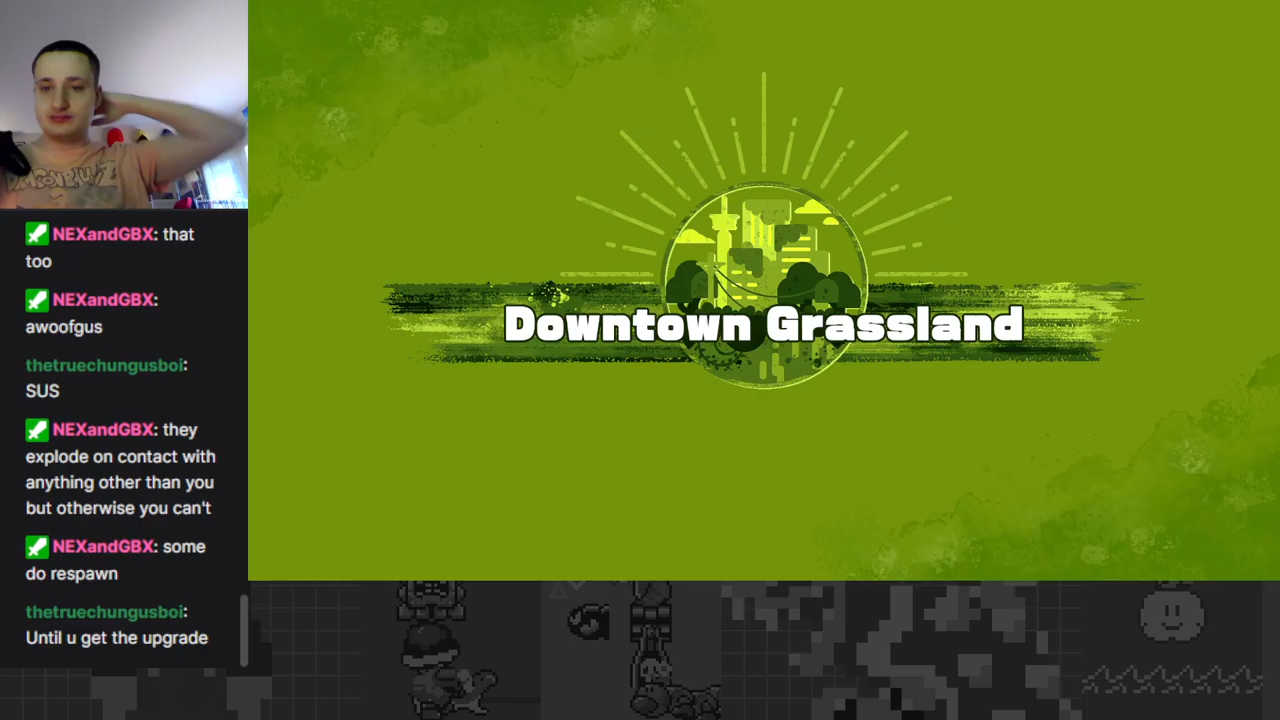 NEXandGBX: that
too
NEXandGBX:
awoofgus
thetruechungusboi:
SUS
NEXandGBX: they
explode on contact with
anything other than you
but otherwise you can't
NEXandGBX: some
do respawn
thetruechungusboi:
Until u get the upgrade
Downtown Grassland